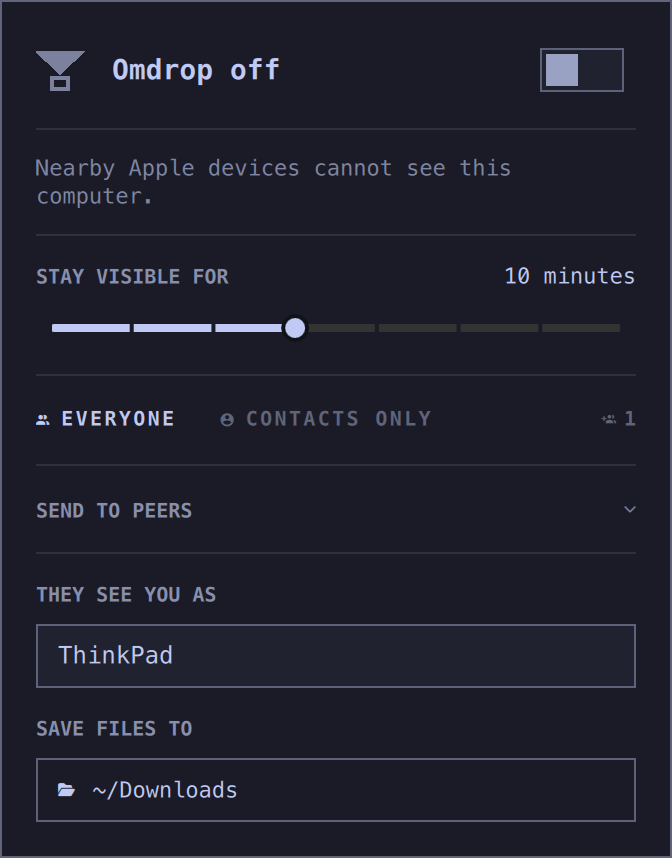 Omdrop off
Nearby Apple devices cannot see this
computer.
STAY VISIBLE FOR
10 minutes
EVERYONE
CONTACTS ONLY
1
SEND TO PEERS
THEY SEE YOU AS
ThinkPad
SAVE FILES TO
~/Downloads